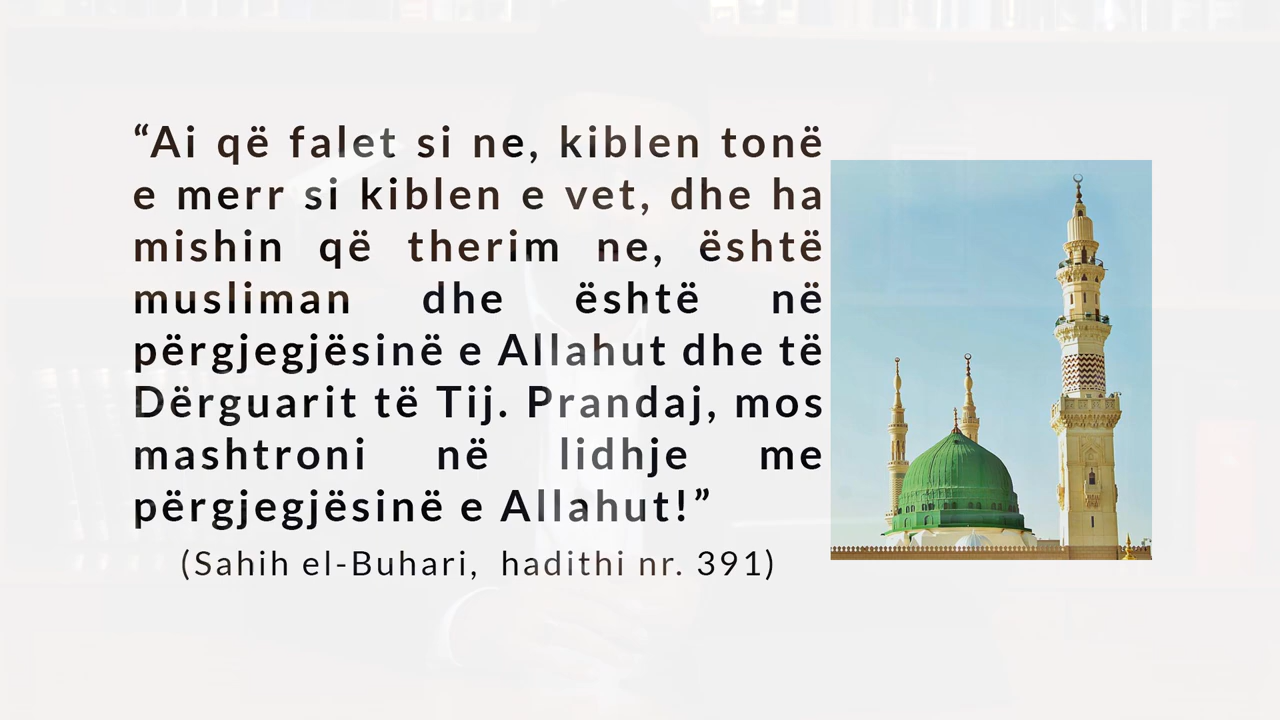 “Ai që falet si ne, kiblen tonë
e merr si kiblen e vet, dhe ha
mishin që therim ne, është
musliman dhe është në
përgjegjësinë e Allahut dhe të
Dërguarit të Tij. Prandaj, mos
mashtroni në lidhje me
përgjegjësinë e Allahut!”
(Sahih el-Buhari, hadithi nr. 391)